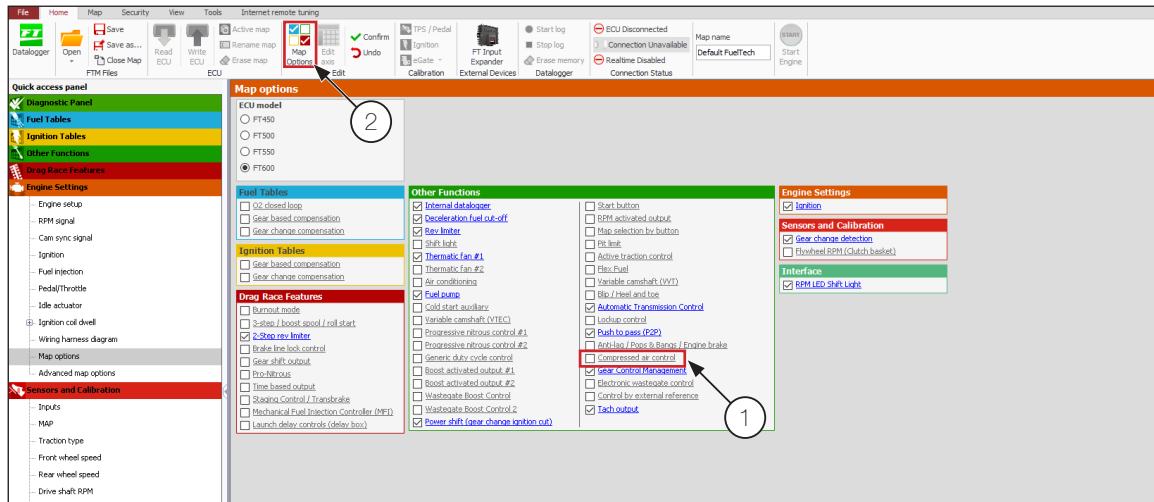 File Home Map Security View Tools Internet remote tuning
FT Datalogger
Open
Save
Save as...
Close Map
FTM Files
Read ECU
Write ECU
Active map
Rename map
Erase map
ECU
Map Options
Edit axis
Confirm
Undo
Edit
TPS / Pedal
Ignition
eGate
Calibration
FT Input Expander
External Devices
Start log
Stop log
Erase memory
Datalogger
ECU Disconnected
Connection Unavailable
Realtime Disabled
Connection Status
Map name
Default FuelTech
START
Start Engine
Quick access panel
Diagnostic Panel
Fuel Tables
Ignition Tables
Other Functions
Drag Race Features
Engine Settings
Engine setup
RPM signal
Cam sync signal
Ignition
Fuel injection
Pedal/Throttle
Idle actuator
Ignition coil dwell
Wiring harness diagram
Map options
Advanced map options
Sensors and Calibration
Inputs
MAP
Traction type
Front wheel speed
Rear wheel speed
Drive shaft RPM
Map options
ECU model
FT450
FT500
FT550
FT600
2
Fuel Tables
O2 closed loop
Gear based compensation
Gear change compensation
Ignition Tables
Gear based compensation
Gear change compensation
Drag Race Features
Burnout mode
3-step / boost spool / roll start
2-Step rev limiter
Brake line lock control
Gear shift output
Pro-Nitrous
Time based output
Staging Control / Transbrake
Mechanical Fuel Injection Controller (MFI)
Launch delay controls (delay box)
Other Functions
Internal datalogger
Deceleration fuel cut-off
Rev limiter
Shift light
Thermatic fan #1
Thermatic fan #2
Air conditioning
Fuel pump
Cold start auxiliary
Variable camshaft (VTEC)
Progressive nitrous control #1
Progressive nitrous control #2
Generic duty cycle control
Boost activated output #1
Boost activated output #2
Wastegate Boost Control
Wastegate Boost Control 2
Power shift (gear change ignition cut)
Start button
RPM activated output
Map selection by button
Pit limit
Active traction control
Flex Fuel
Variable camshaft (VVT)
Blip / Heel and toe
Automatic Transmission Control
Lockup control
Push to pass (P2P)
Anti-lag / Pops & Bangs / Engine brake
Compressed air control
Gear Control Management
Electronic wastegate control
Control by external reference
Tach output
1
Engine Settings
Ignition
Sensors and Calibration
Gear change detection
Flywheel RPM (Clutch basket)
Interface
RPM LED Shift Light